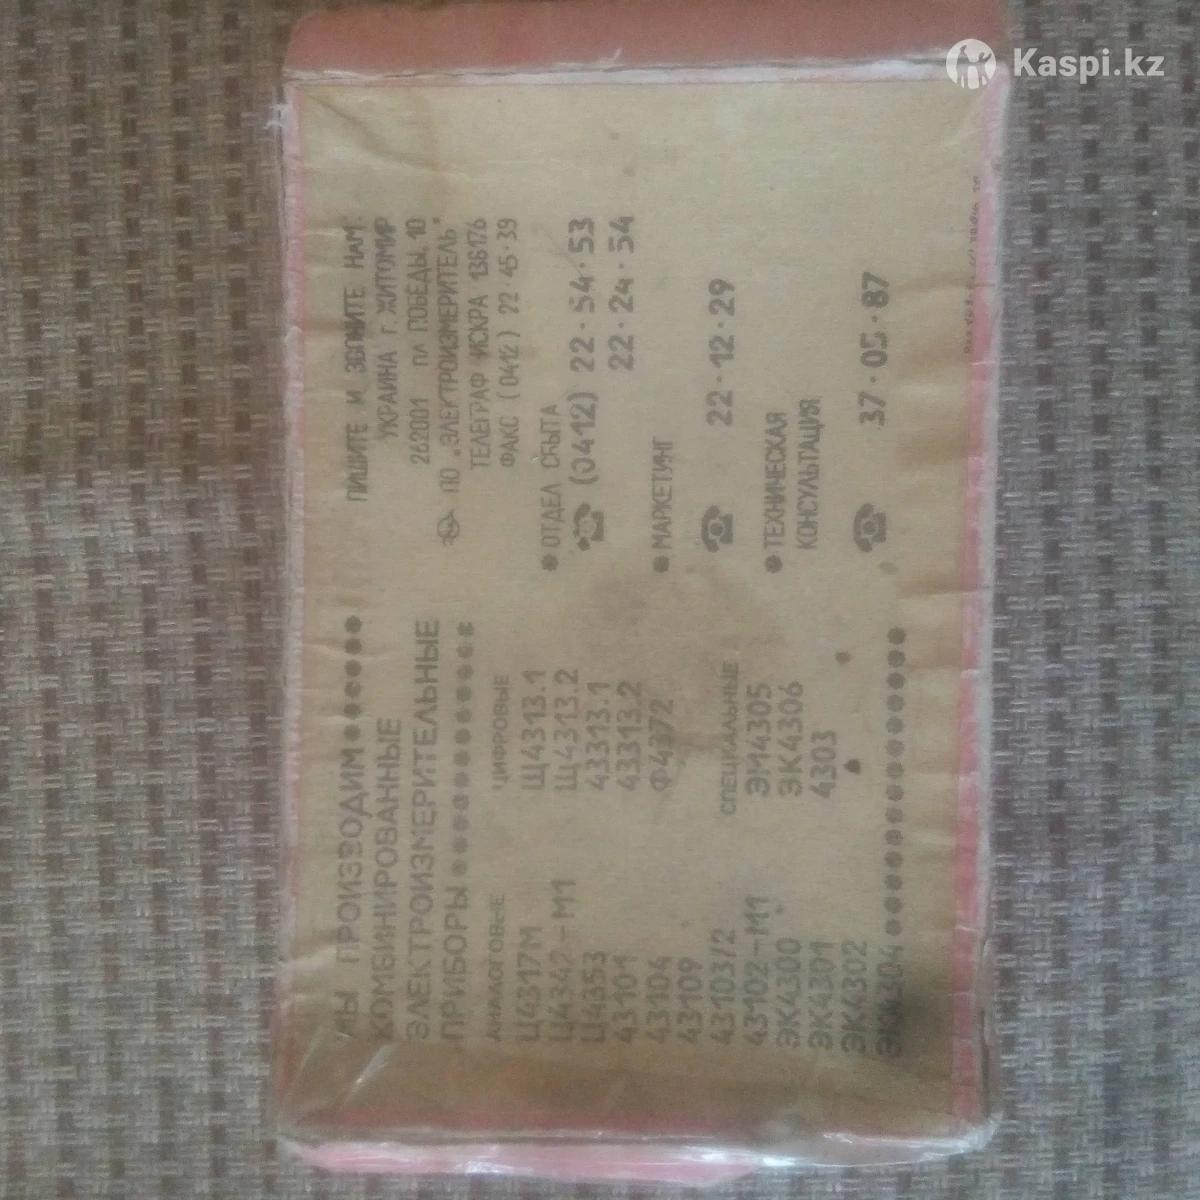 Kaspi.kz
МЫ ПРОИЗВОДИМ
КОМБИНИРОВАННЫЕ
ЭЛЕКТРОИЗМЕРИТЕЛЬНЫЕ
ПРИБОРЫ
АНАЛОГОВЫЕ
Ц4317М
Ц4342-М1
Ц4353
43101
43104
43109
43103/2
43102-М1
ЭК4300
ЭК4301
ЭК4302
ЭК4304
ЦИФРОВЫЕ
Щ4313.1
Щ4313.2
43313.1
43313.2
Ф4372
СПЕЦИАЛЬНЫЕ
ЭМ4305
ЭК4306
4303
ПИШИТЕ И ЗВОНИТЕ НАМ:
УКРАИНА г. ЖИТОМИР
262001 пл ПОБЕДЫ, 10
ПО „ЭЛЕКТРОИЗМЕРИТЕЛЬ"
ТЕЛЕГРАФ ИСКРА 136176
ФАКС (0412) 22·45·39
● ОТДЕЛ СБЫТА
☎ (0412) 22·54·53
22·24·54
● МАРКЕТИНГ
☎ 22·12·29
● ТЕХНИЧЕСКАЯ
КОНСУЛЬТАЦИЯ
☎ 37·05·87